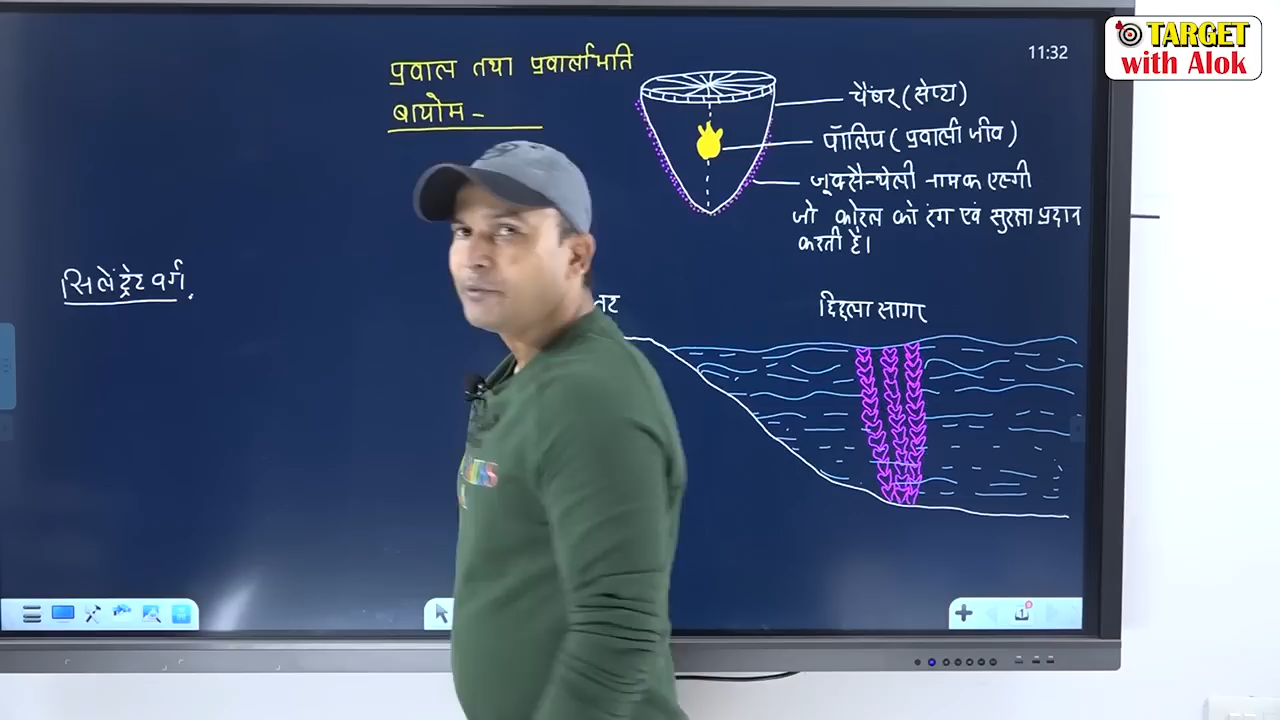 TARGET
with Alok
11:32
प्रवाल तथा प्रवालभित्ति
बायोम -
चैंबर (सेप्टा)
पॉलिप (प्रवाली जीव)
जूक्सैन्थेली नामक एल्गी
जो कोरल को रंग एवं सुरक्षा प्रदान
करती है।
सिलेंट्रेट वर्ग.
छिछला सागर